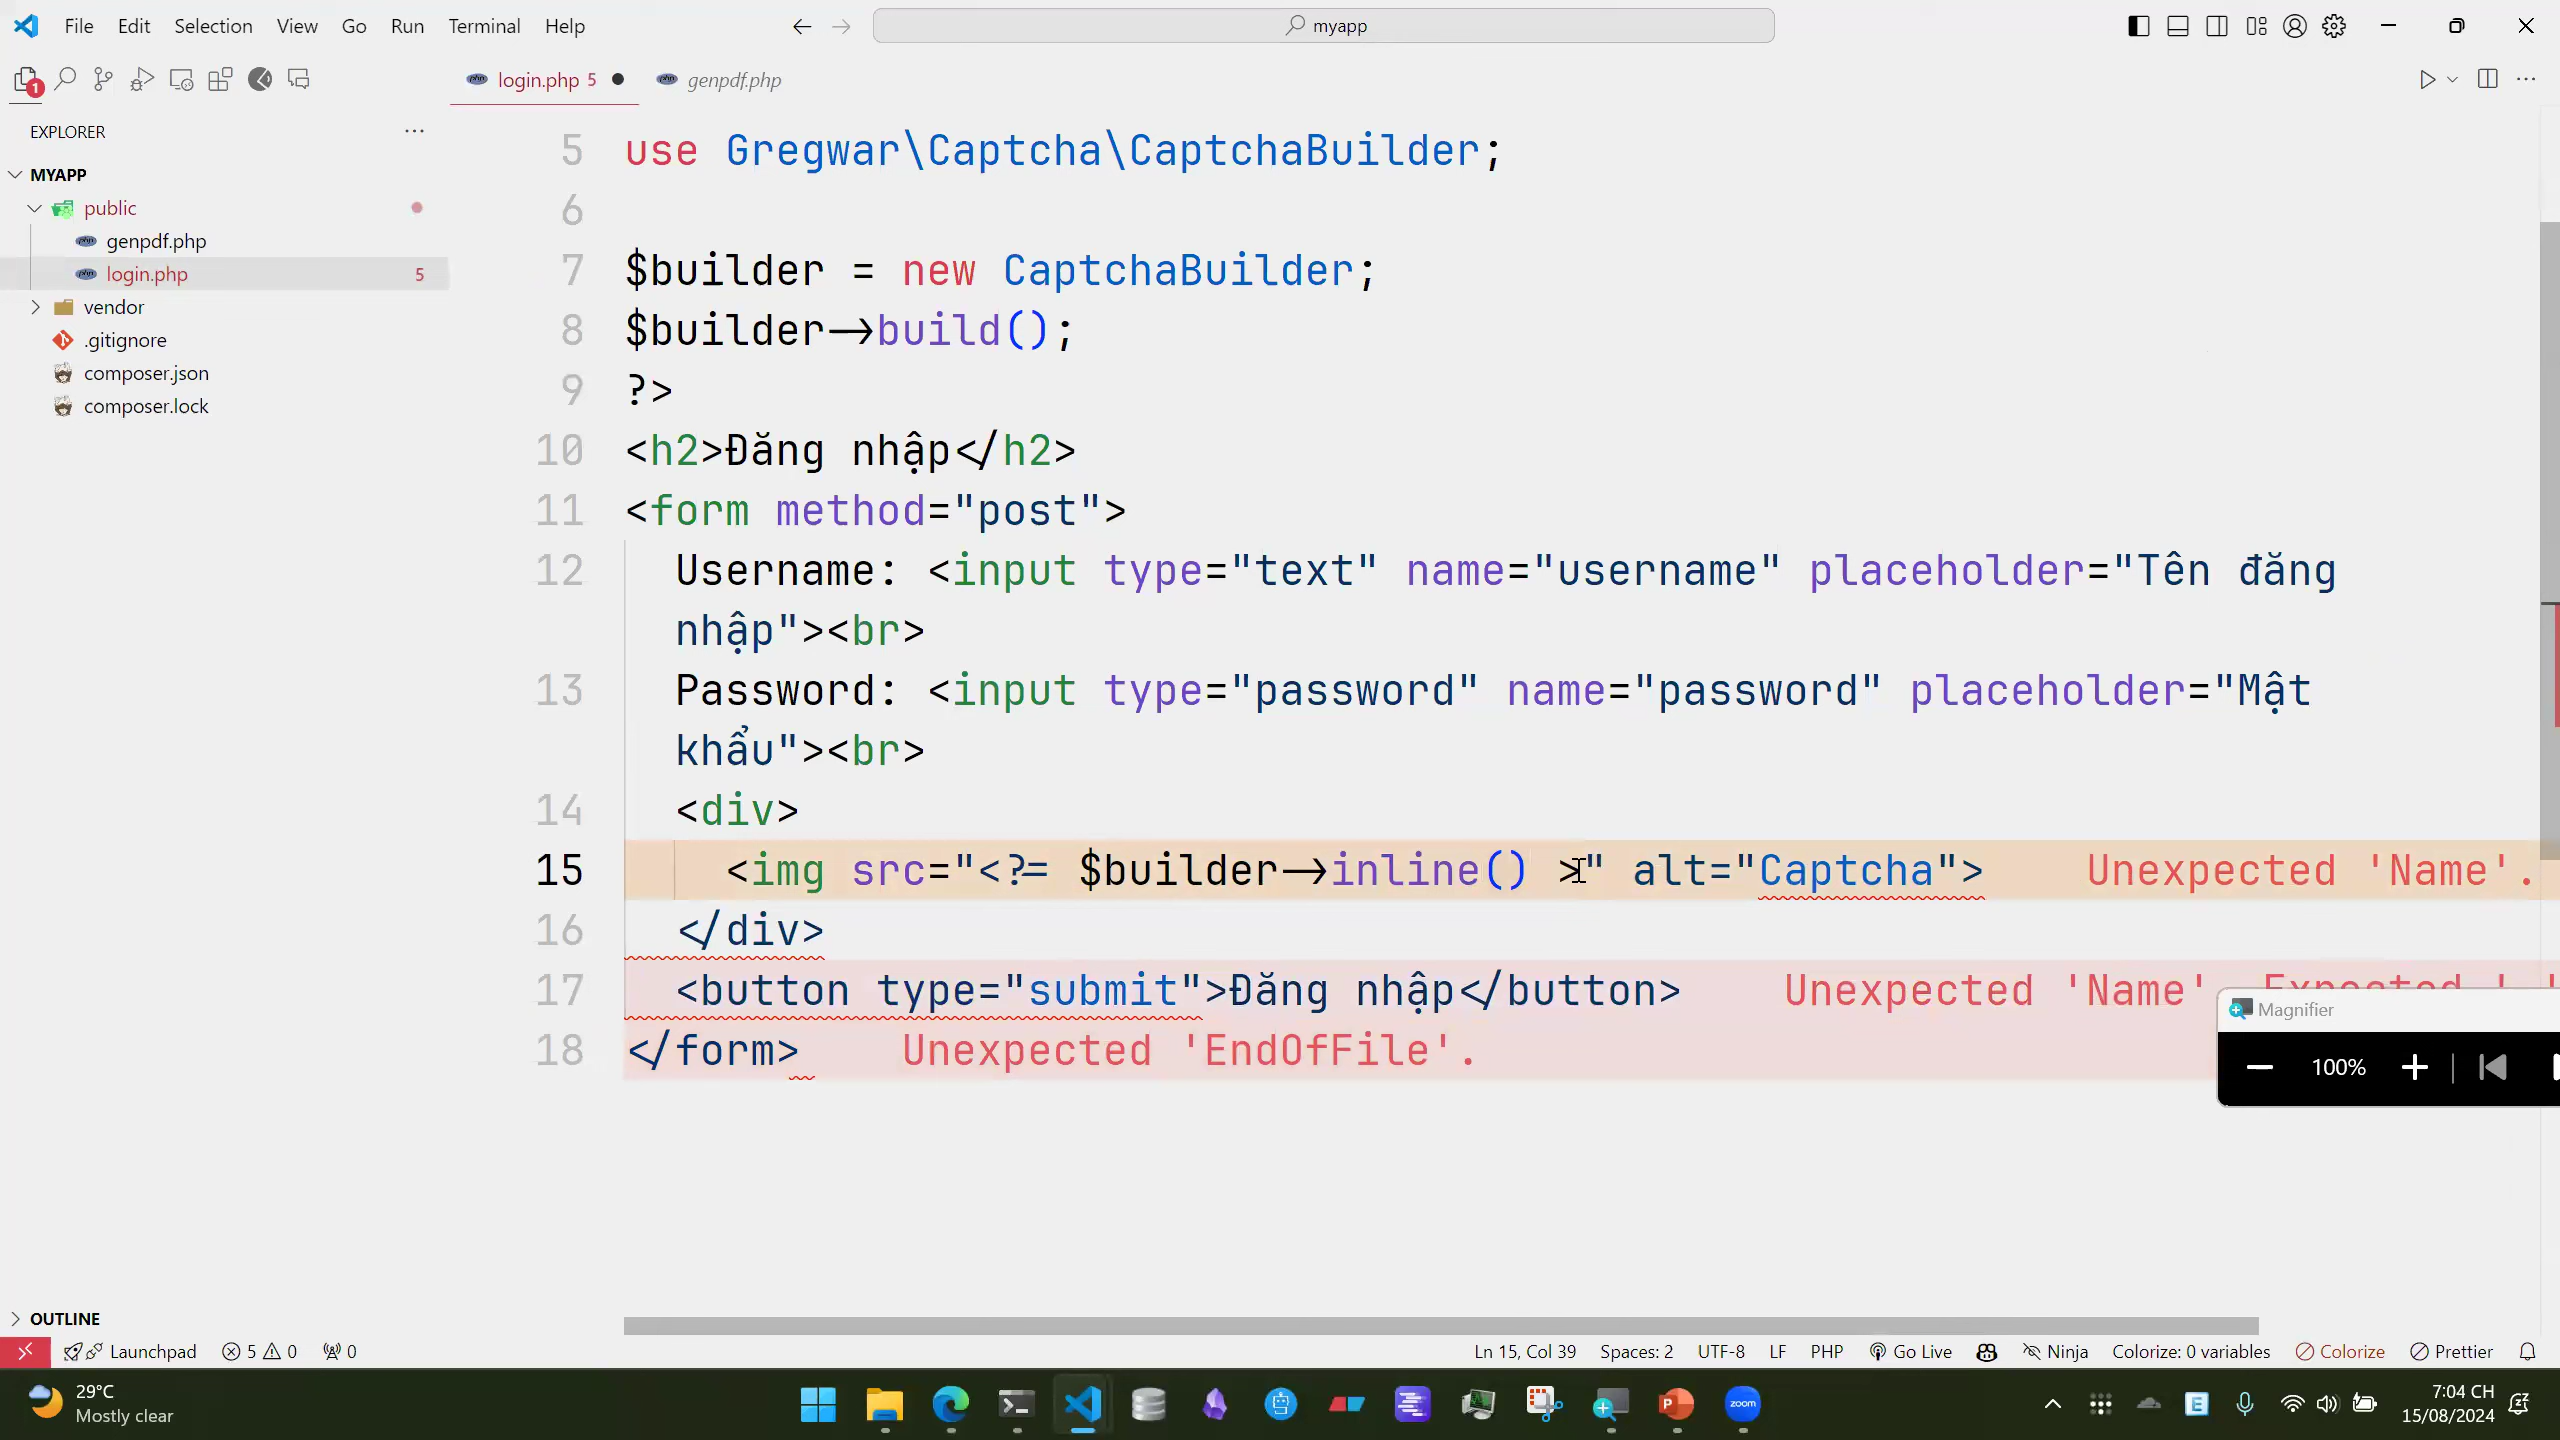 File Edit Selection View Go Run Terminal Help
myapp
1
login.php 5
genpdf.php
EXPLORER
MYAPP
public
genpdf.php
login.php 5
vendor
.gitignore
composer.json
composer.lock
5 use Gregwar\Captcha\CaptchaBuilder;
6
7 $builder = new CaptchaBuilder;
8 $builder->build();
9 ?>
10 <h2>Đăng nhập</h2>
11 <form method="post">
12 Username: <input type="text" name="username" placeholder="Tên đăng
nhập"><br>
13 Password: <input type="password" name="password" placeholder="Mật
khẩu"><br>
14 <div>
15 <img src="<?= $builder->inline() >" alt="Captcha"> Unexpected 'Name'.
16 </div>
17 <button type="submit">Đăng nhập</button> Unexpected 'Name'. Expected
18 </form> Unexpected 'EndOfFile'.
Magnifier
100%
OUTLINE
Launchpad 5 0 0
Ln 15, Col 39 Spaces: 2 UTF-8 LF PHP Go Live Ninja Colorize: 0 variables Colorize Prettier
29°C
Mostly clear
zoom
7:04 CH
15/08/2024